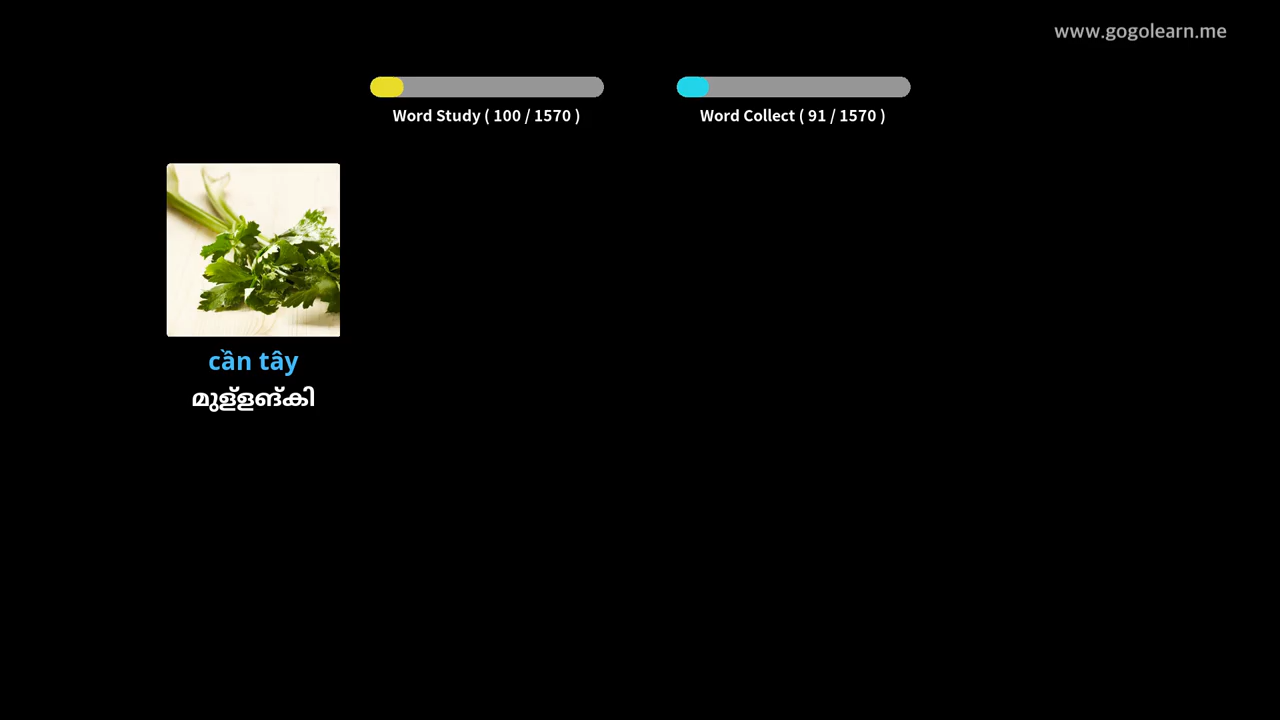 www.gogolearn.me
Word Study ( 100 / 1570 )
Word Collect ( 91 / 1570 )
cần tây
മുള്ളങ്കി